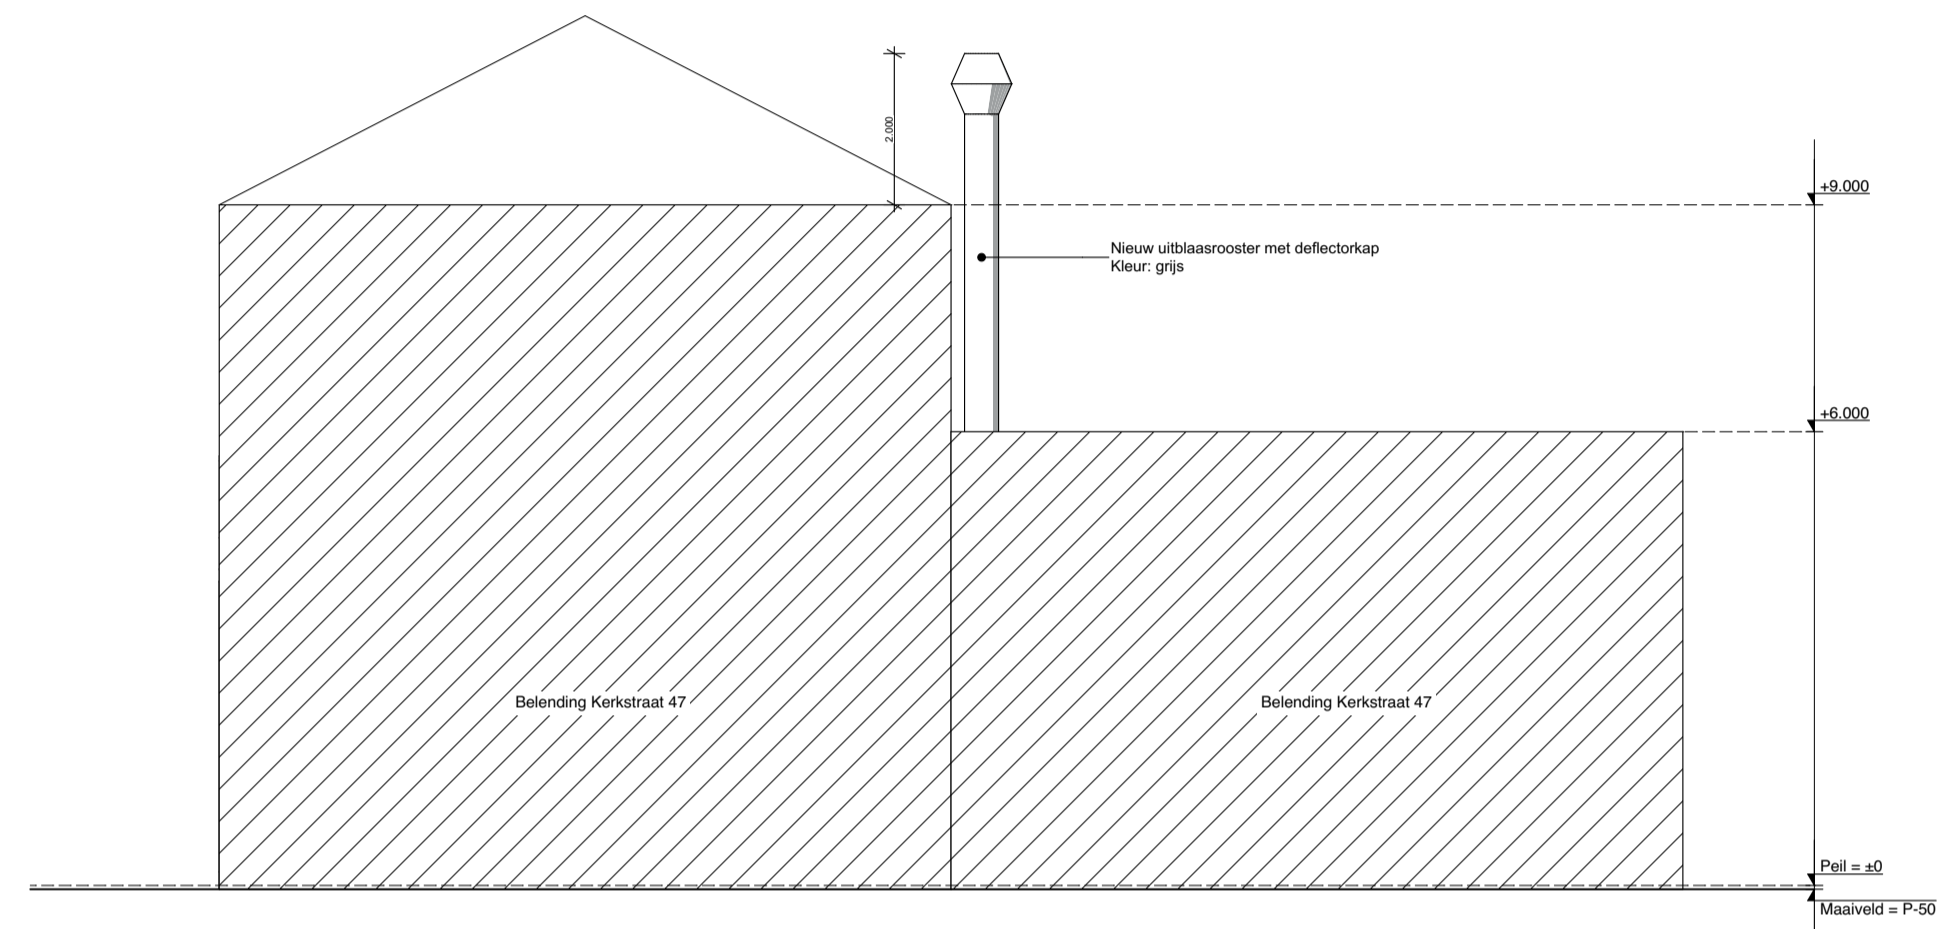 2.000
+9.000
Nieuw uitblaasrooster met deflectorkap
Kleur: grijs
+6.000
Belending Kerkstraat 47
Belending Kerkstraat 47
Peil = ±0
Maaiveld = P-50